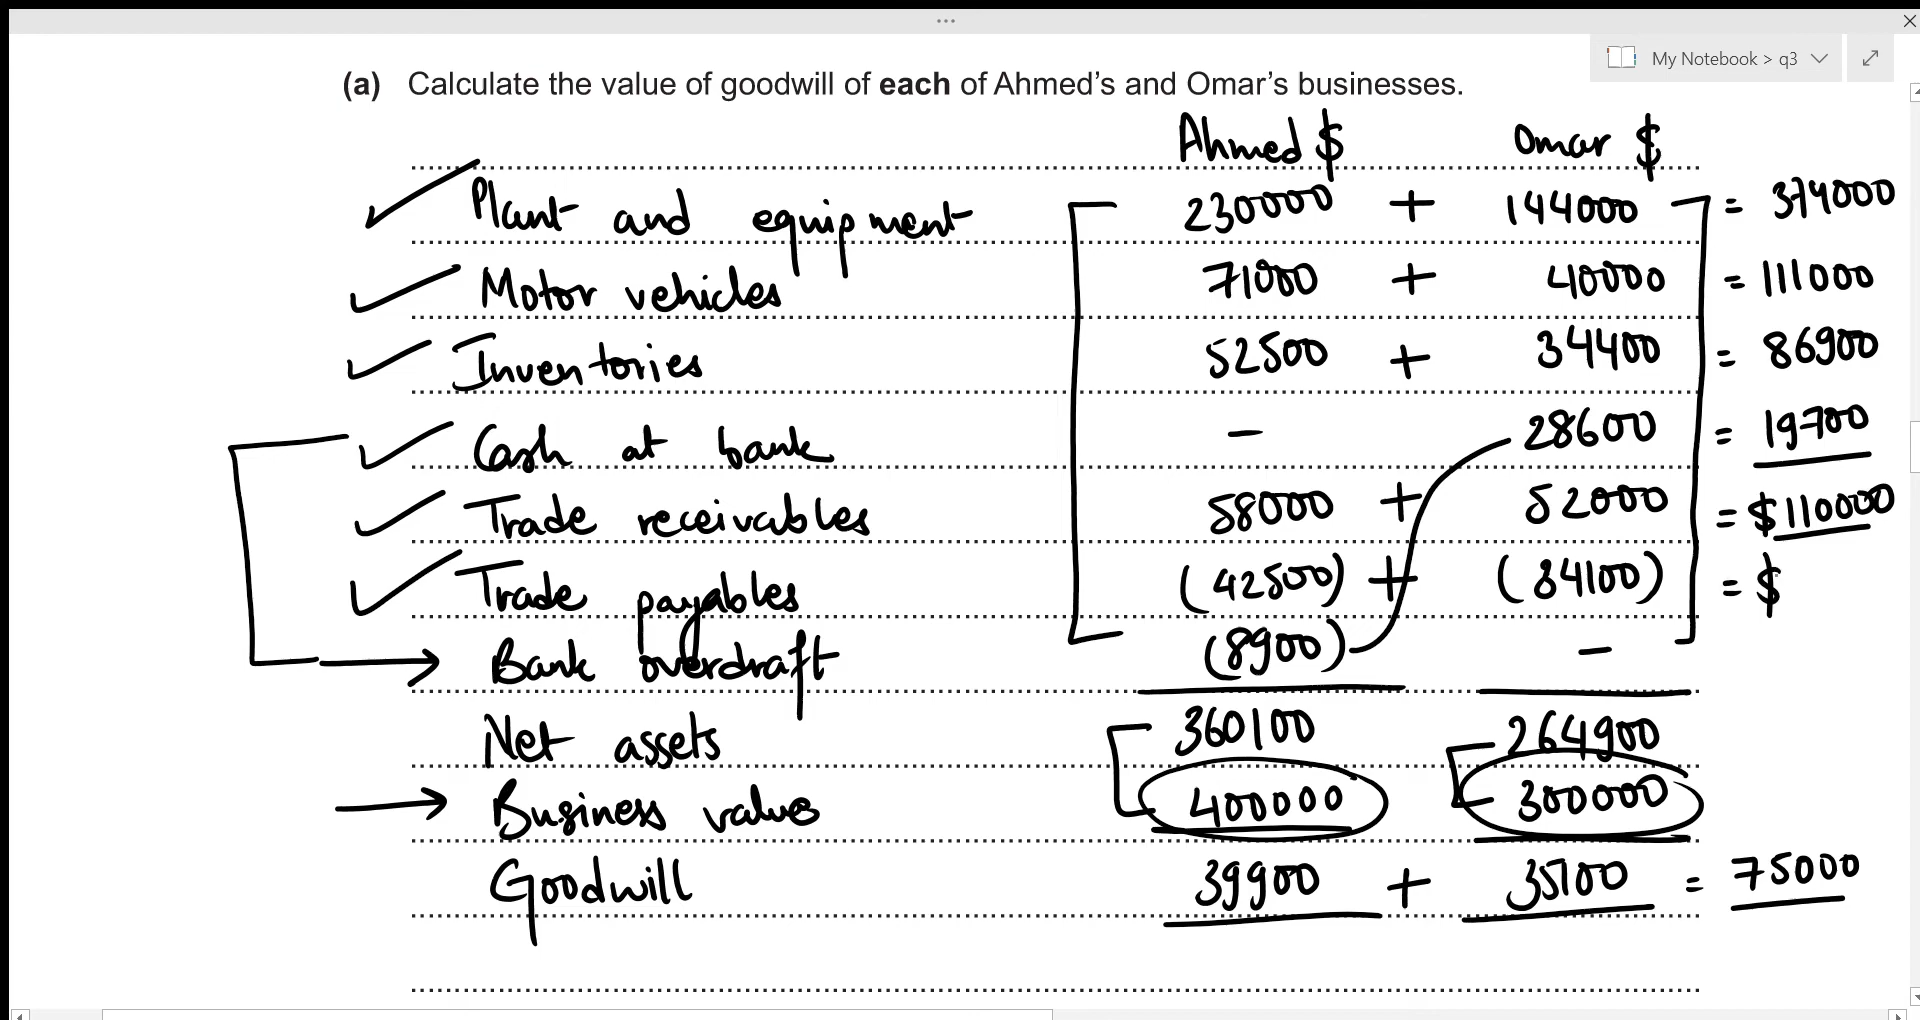 My Notebook > q3
(a) Calculate the value of goodwill of each of Ahmed's and Omar's businesses.
Ahmed $ Omar $
Plant and equipment 230000 + 144000 = 374000
Motor vehicles 71000 + 40000 = 111000
Inventories 52500 + 34400 = 86900
Cash at bank - 28600 = 19700
Trade receivables 58000 + 52000 = $110000
Trade payables (42500) + (34100) = $
Bank overdraft (8900) -
Net assets 360100 264900
Business value 400000 300000
Goodwill 39900 + 35100 = 75000